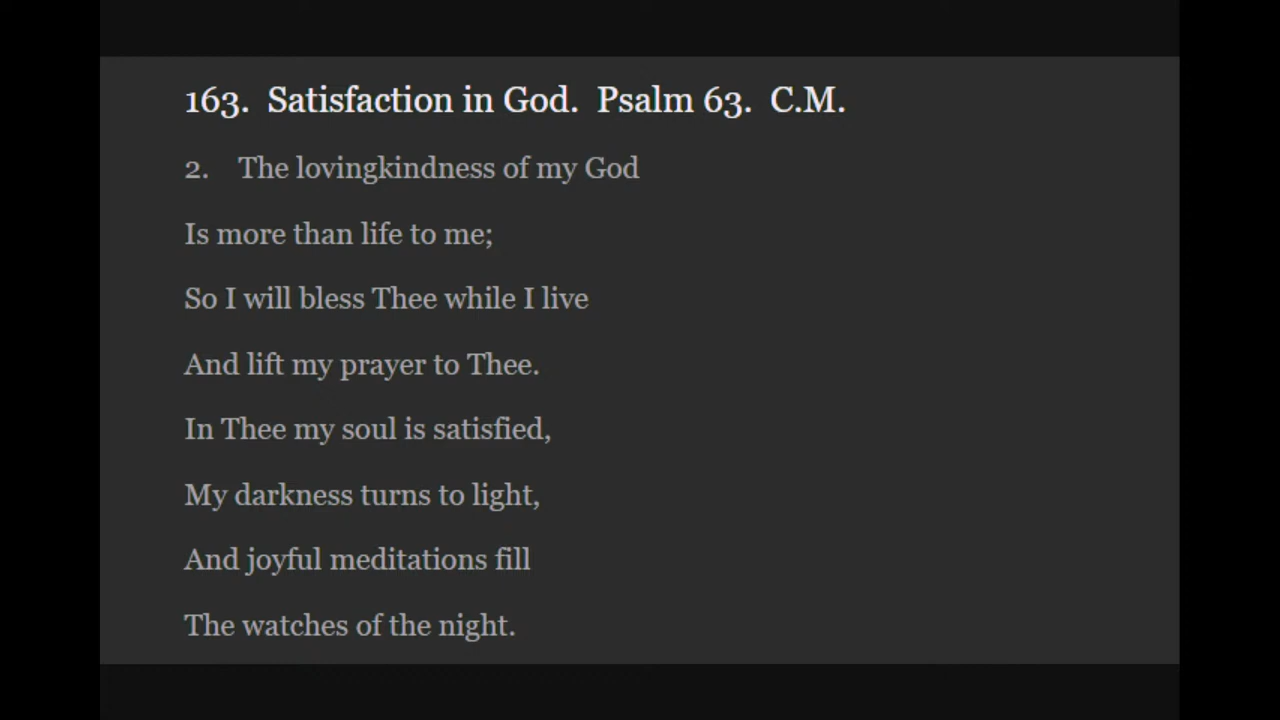 163. Satisfaction in God. Psalm 63. C.M.
2. The lovingkindness of my God
Is more than life to me;
So I will bless Thee while I live
And lift my prayer to Thee.
In Thee my soul is satisfied,
My darkness turns to light,
And joyful meditations fill
The watches of the night.